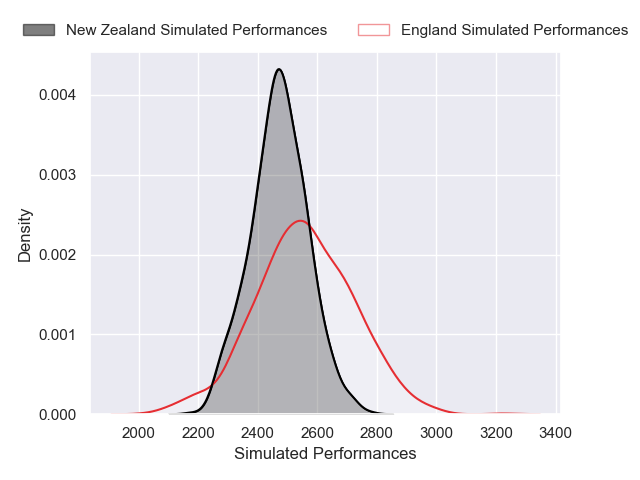 New Zealand Simulated Performances England Simulated Performances
0.004
0.003
0.002
0.001
0.000
Density
2000 2200 2400 2600 2800 3000 3200 3400
Simulated Performances